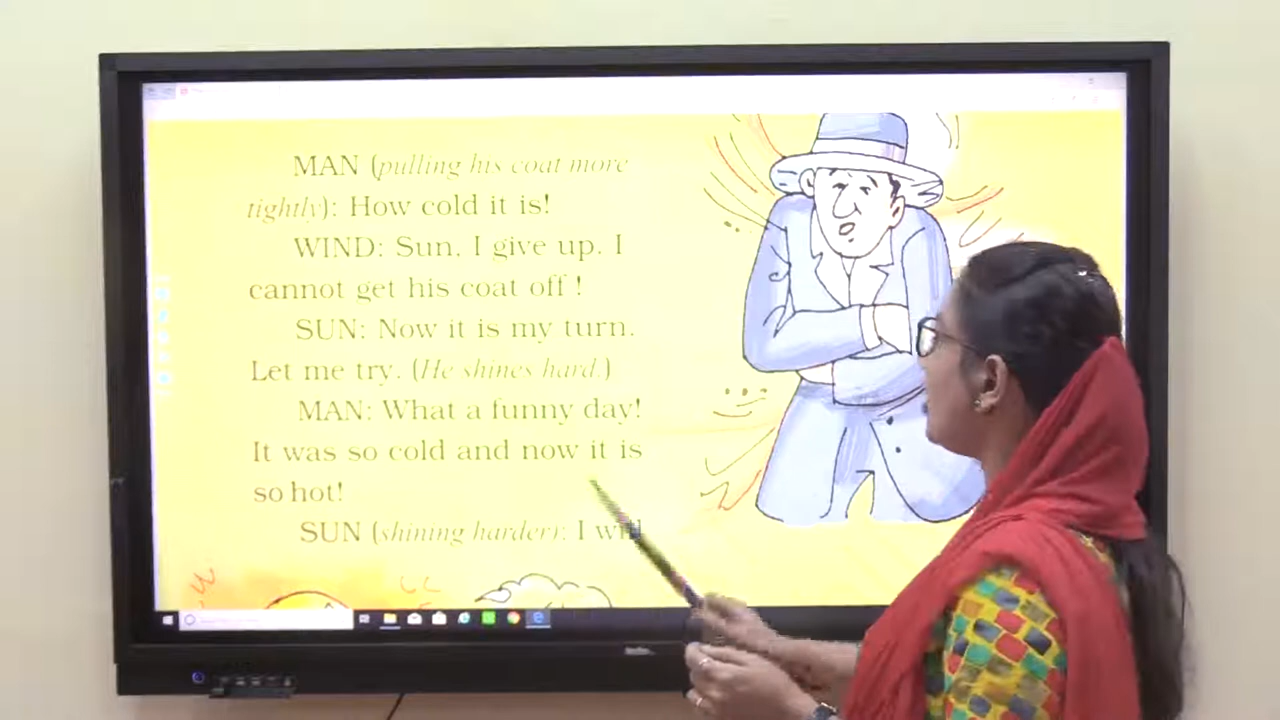 MAN (pulling his coat more
tightly): How cold it is!
WIND: Sun, I give up. I
cannot get his coat off !
SUN: Now it is my turn.
Let me try. (He shines hard.)
MAN: What a funny day!
It was so cold and now it is
so hot!
SUN (shining harder): I will